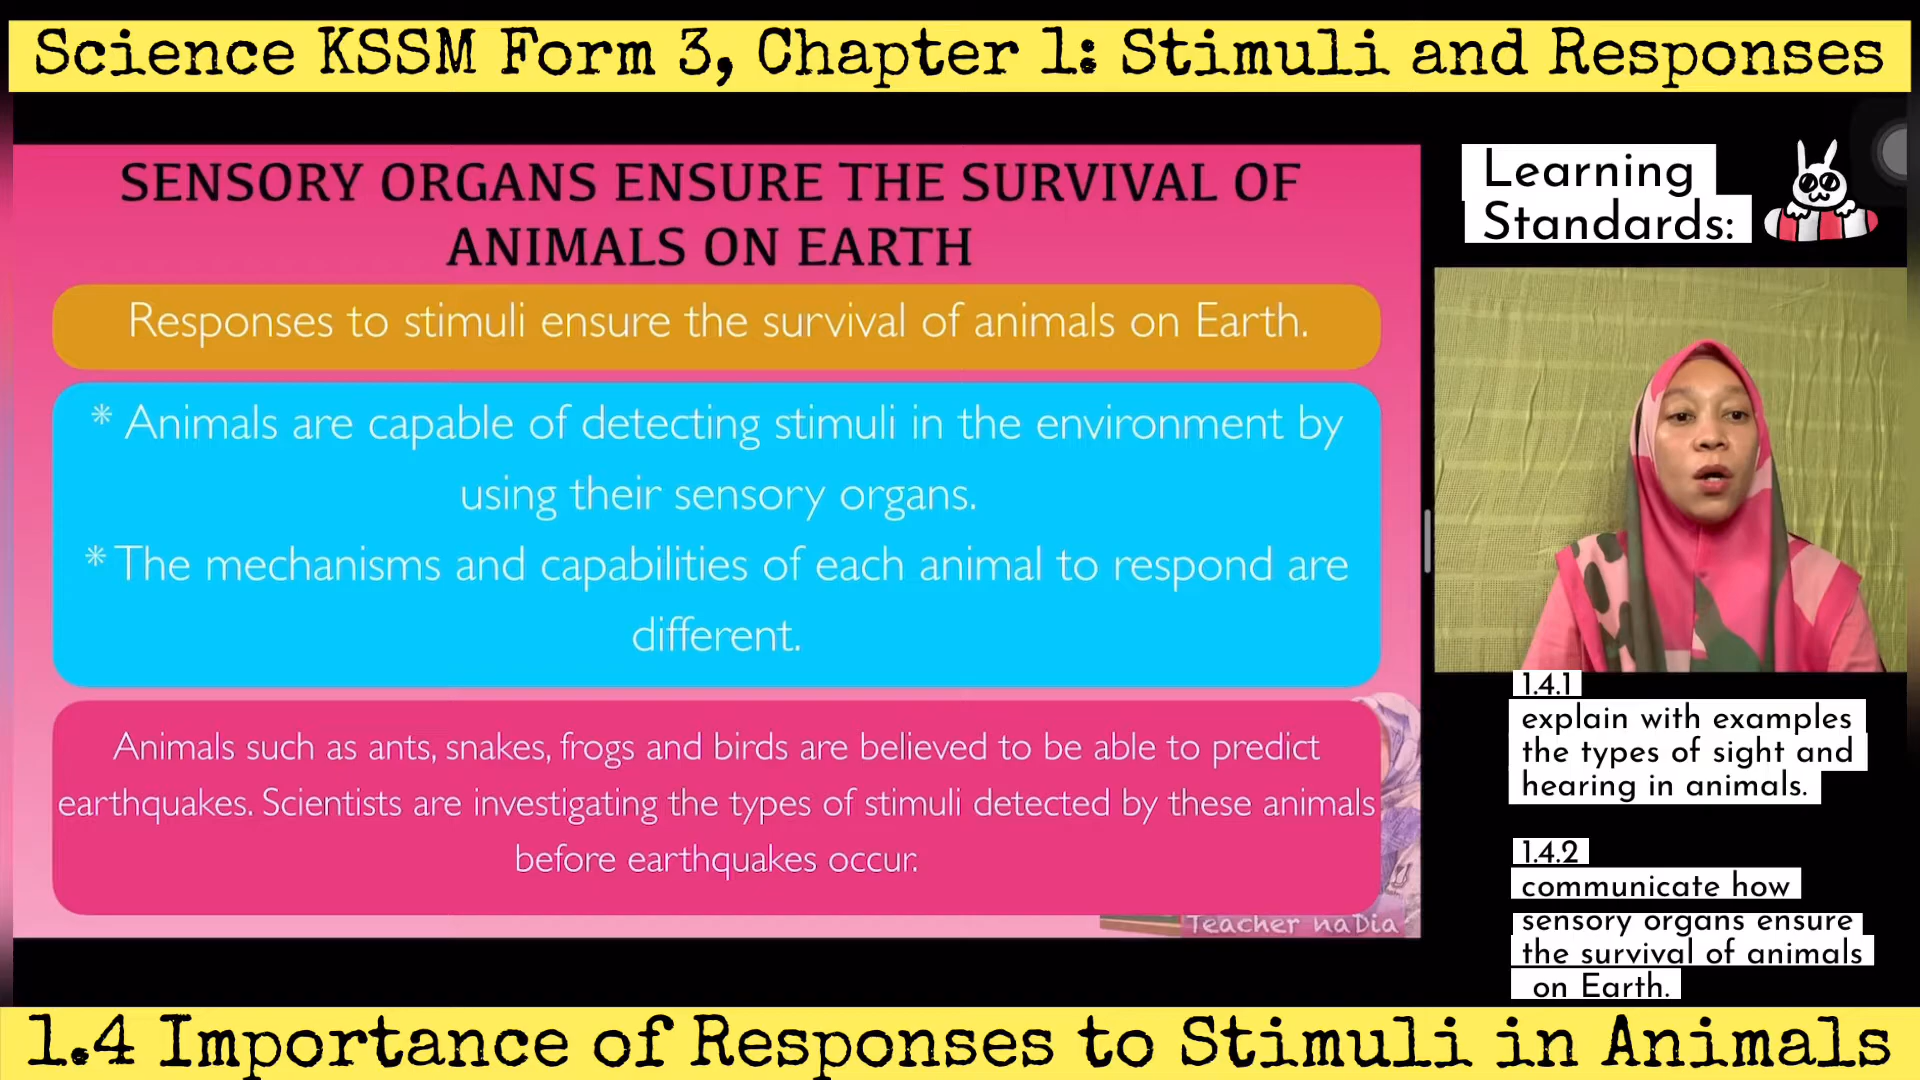 Science KSSM Form 3, Chapter 1: Stimuli and Responses
SENSORY ORGANS ENSURE THE SURVIVAL OF
ANIMALS ON EARTH
Responses to stimuli ensure the survival of animals on Earth.
* Animals are capable of detecting stimuli in the environment by
using their sensory organs.
* The mechanisms and capabilities of each animal to respond are
different.
Animals such as ants, snakes, frogs and birds are believed to be able to predict
earthquakes. Scientists are investigating the types of stimuli detected by these animals
before earthquakes occur.
Teacher naDia
Learning
Standards:
1.4.1
explain with examples
the types of sight and
hearing in animals.
1.4.2
communicate how
sensory organs ensure
the survival of animals
on Earth.
1.4 Importance of Responses to Stimuli in Animals